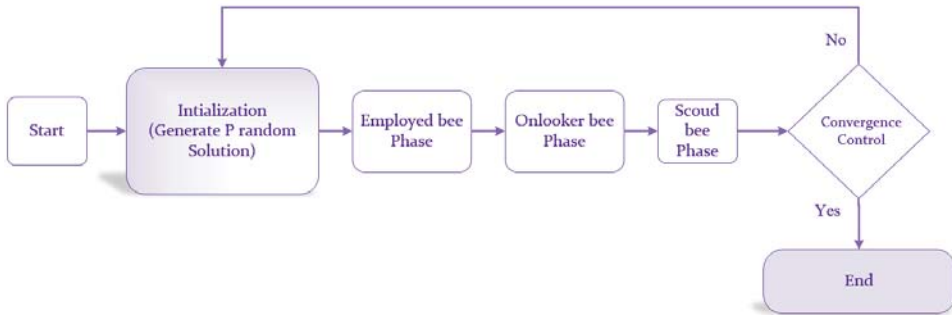 No
Start
Intialization
(Generate P random
Solution)
Employed bee
Phase
Onlooker bee
Phase
Scoud
bee
Phase
Convergence
Control
Yes
End